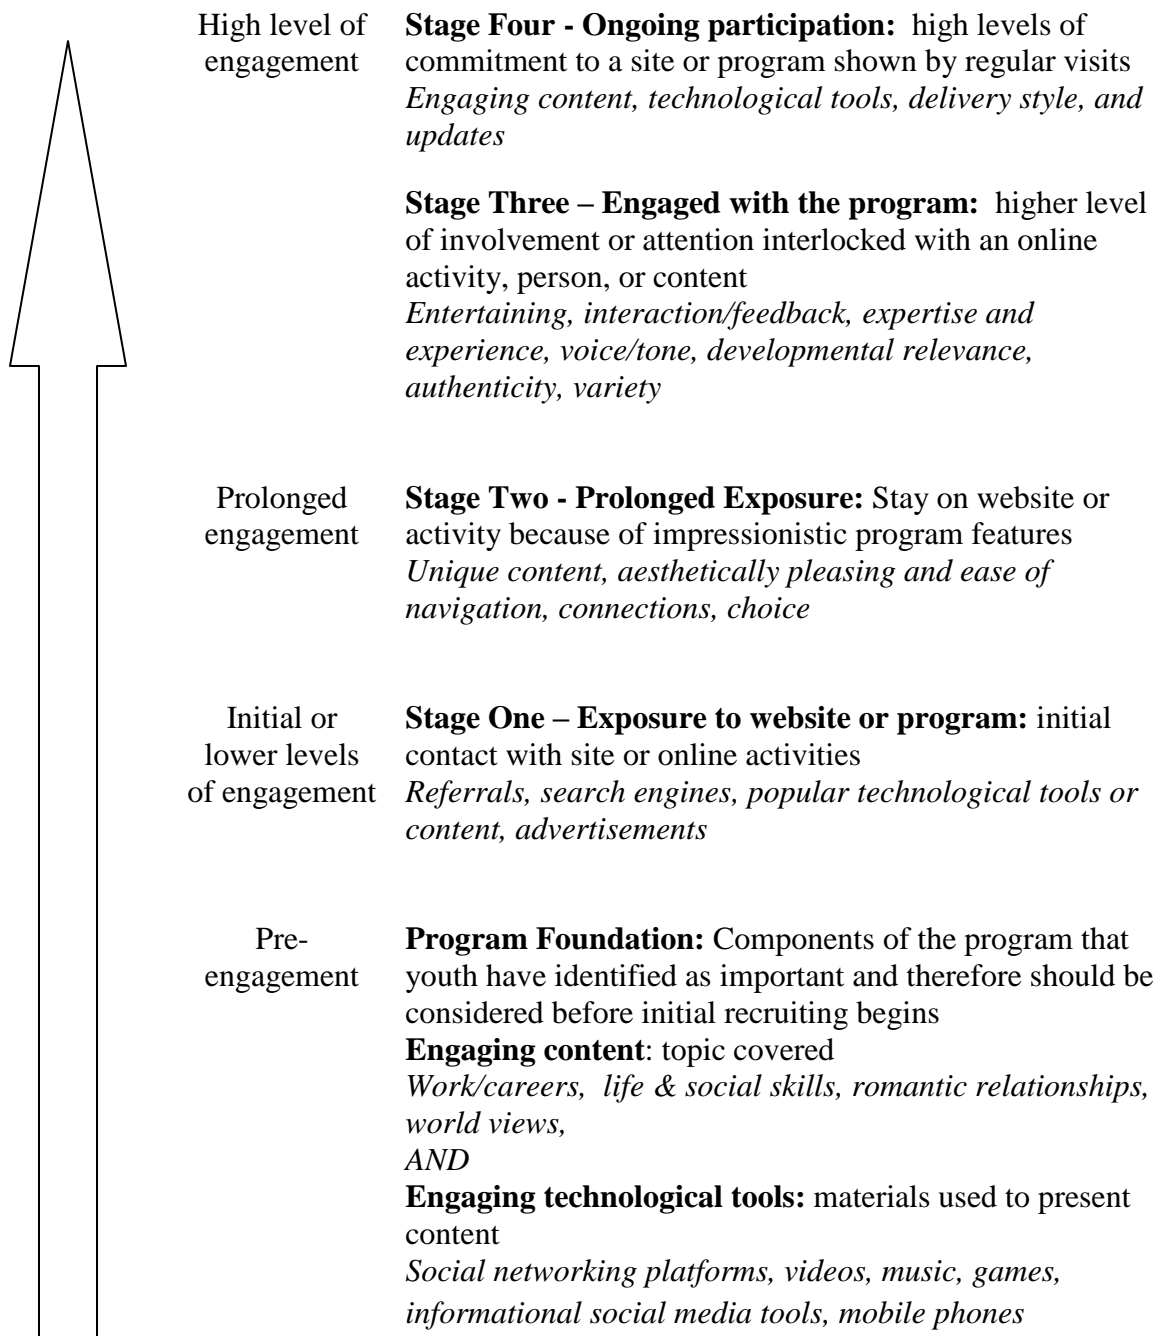 High level of engagement
Stage Four - Ongoing participation: high levels of
commitment to a site or program shown by regular visits
Engaging content, technological tools, delivery style, and
updates
Stage Three – Engaged with the program: higher level
of involvement or attention interlocked with an online
activity, person, or content
Entertaining, interaction/feedback, expertise and
experience, voice/tone, developmental relevance,
authenticity, variety
Prolonged
engagement
Stage Two - Prolonged Exposure: Stay on website or
activity because of impressionistic program features
Unique content, aesthetically pleasing and ease of
navigation, connections, choice
Initial or
lower levels
of engagement
Stage One – Exposure to website or program: initial
contact with site or online activities
Referrals, search engines, popular technological tools or
content, advertisements
Pre-
engagement
Program Foundation: Components of the program that
youth have identified as important and therefore should be
considered before initial recruiting begins
Engaging content: topic covered
Work/careers, life & social skills, romantic relationships,
world views,
AND
Engaging technological tools: materials used to present
content
Social networking platforms, videos, music, games,
informational social media tools, mobile phones